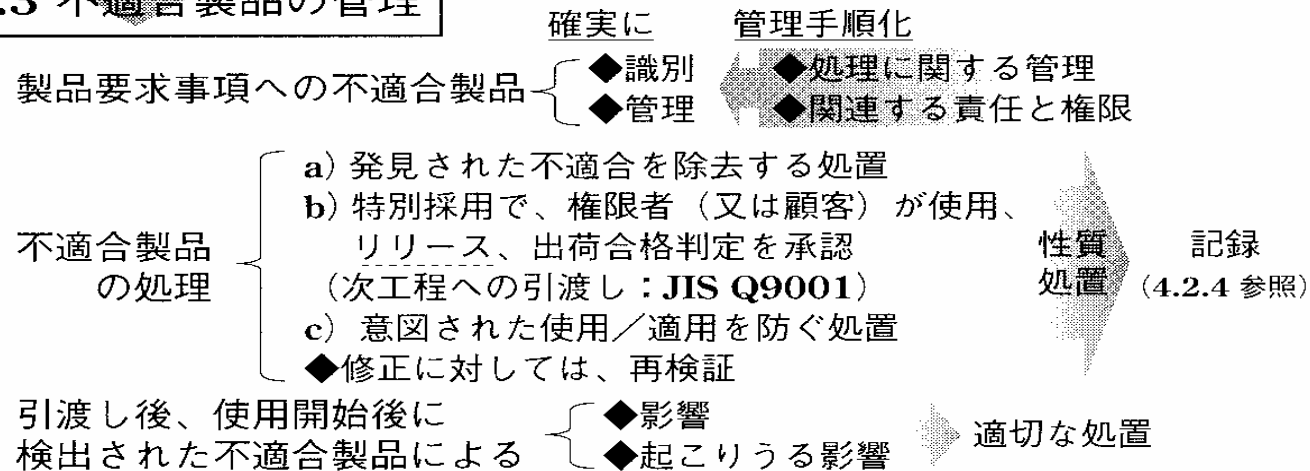 .3 不適合製品の管理
確実に 管理手順化
製品要求事項への不適合製品 ◆識別 ◆処理に関する管理
◆管理 ◆関連する責任と権限
a) 発見された不適合を除去する処置
b) 特別採用で、権限者（又は顧客）が使用、
リリース、出荷合格判定を承認
（次工程への引渡し：JIS Q9001）
c) 意図された使用／適用を防ぐ処置
◆修正に対しては、再検証
不適合製品
の処理
性質
処置
記録
(4.2.4 参照)
引渡し後、使用開始後に
検出された不適合製品による
◆影響
◆起こりうる影響
適切な処置